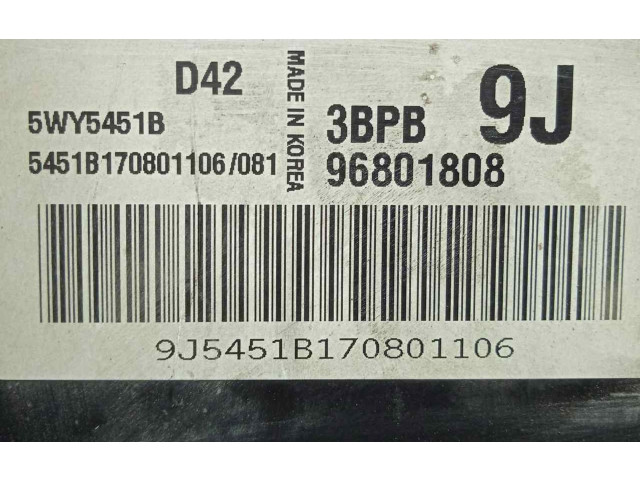 D42
MADE IN KOREA
3BPB
9J
5WY5451B
5451B170801106/081
96801808
9J5451B170801106